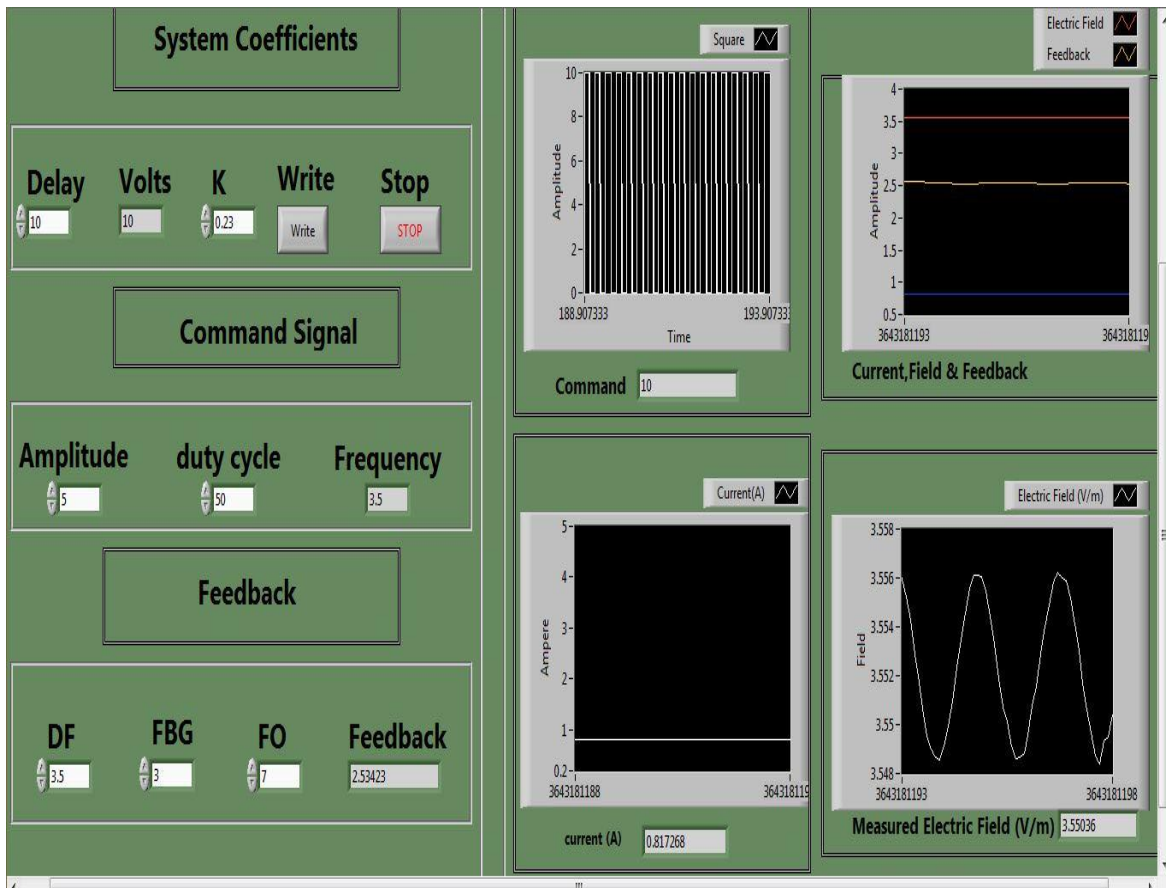 System Coefficients
Delay Volts K Write Stop
10 10 0.23 Write STOP
Command Signal
Amplitude duty cycle Frequency
5 50 3.5
Feedback
DF FBG FO Feedback
3.5 3 7 2.53423
Square
10
8
6
4
2
0
Amplitude
188.907333 193.907333
Time
Command 10
Electric Field
Feedback
4
3.5
3
2.5
2
1.5
1
0.5
Amplitude
3643181193 364318119
Current,Field & Feedback
Current(A)
5
4
3
2
1
0.2
Ampere
3643181188 364318119
current (A) 0.817268
Electric Field (V/m)
3.558
3.556
3.554
3.552
3.55
3.548
Field
3643181193 3643181198
Measured Electric Field (V/m) 3.55036